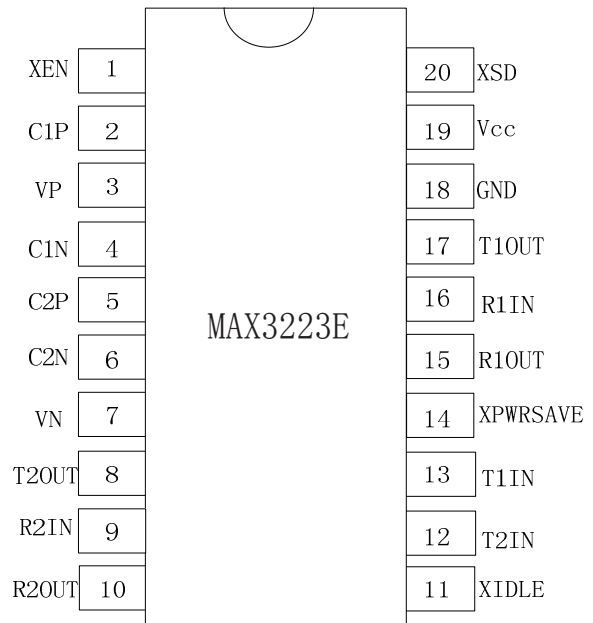 XEN 1 20 XSD
C1P 2 19 Vcc
VP 3 18 GND
C1N 4 17 T1OUT
C2P 5 16 R1IN
MAX3223E
C2N 6 15 R1OUT
VN 7 14 XPWRSAVE
T2OUT 8 13 T1IN
R2IN 9 12 T2IN
R2OUT 10 11 XIDLE